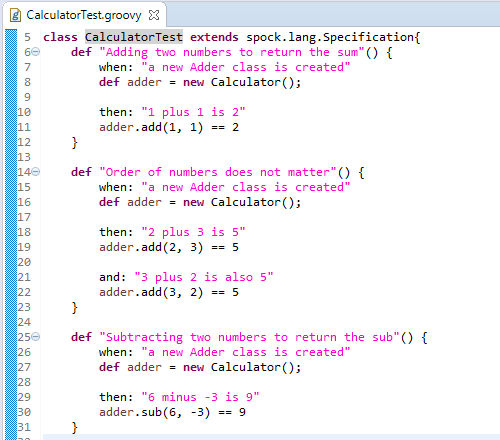 CalculatorTest.groovy
5 class CalculatorTest extends spock.lang.Specification{
6 def "Adding two numbers to return the sum"() {
7 when: "a new Calculator class is created"
8 def adder = new Calculator();
9
10 then: "1 plus 1 is 2"
11 adder.add(1, 1) == 2
12 }
13
14 def "Order of numbers does not matter"() {
15 when: "a new Adder class is created"
16 def adder = new Calculator();
17
18 then: "2 plus 3 is 5"
19 adder.add(2, 3) == 5
20
21 and: "3 plus 2 is also 5"
22 adder.add(3, 2) == 5
23 }
24
25 def "Subtracting two numbers to return the sub"() {
26 when: "a new Adder class is created"
27 def adder = new Calculator();
28
29 then: "6 minus -3 is 9"
30 adder.sub(6, -3) == 9
31 }